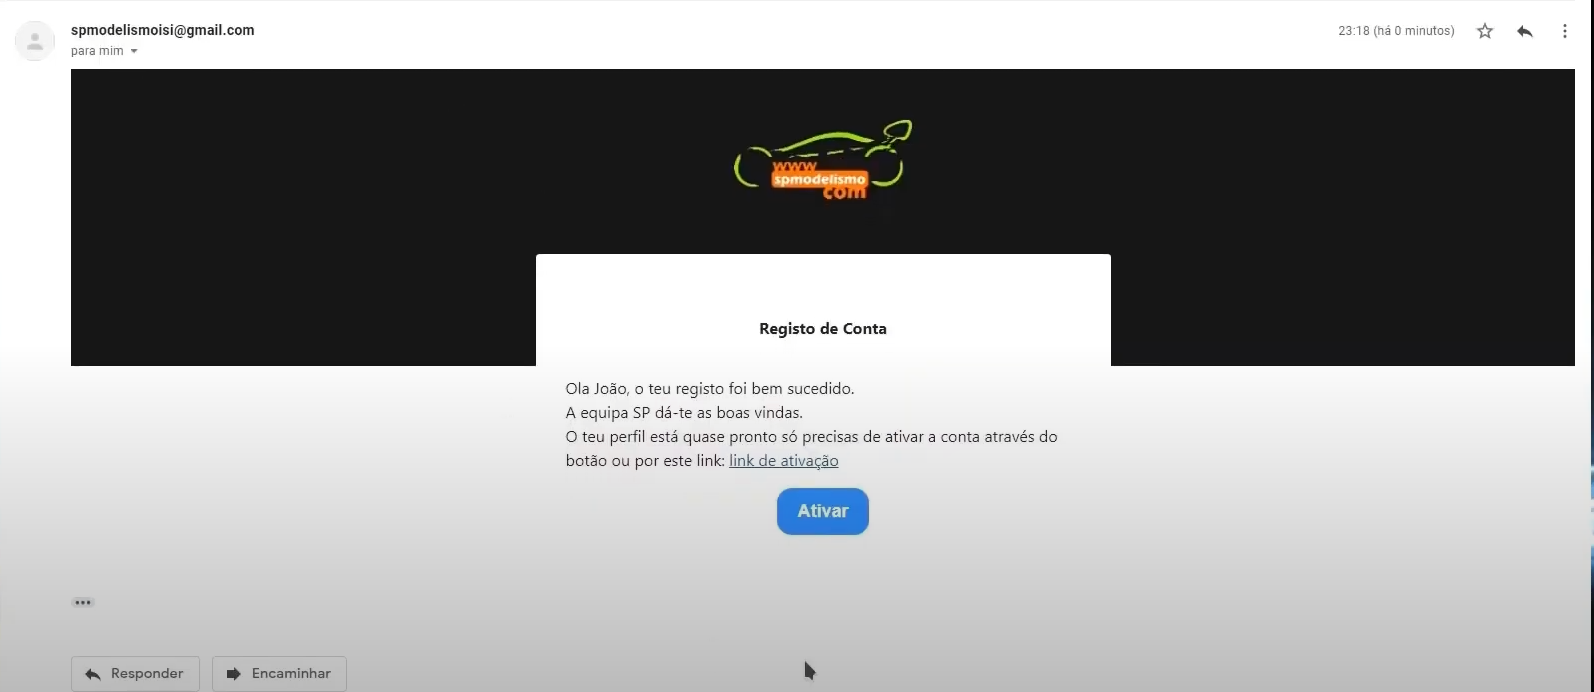 spmodelismoisi@gmail.com
23:18 (há 0 minutos)
para mim
www
spmodelismo
com
Registo de Conta
Ola João, o teu registo foi bem sucedido.
A equipa SP dá-te as boas vindas.
O teu perfil está quase pronto só precisas de ativar a conta através do
botão ou por este link: link de ativação
Ativar
Responder
Encaminhar